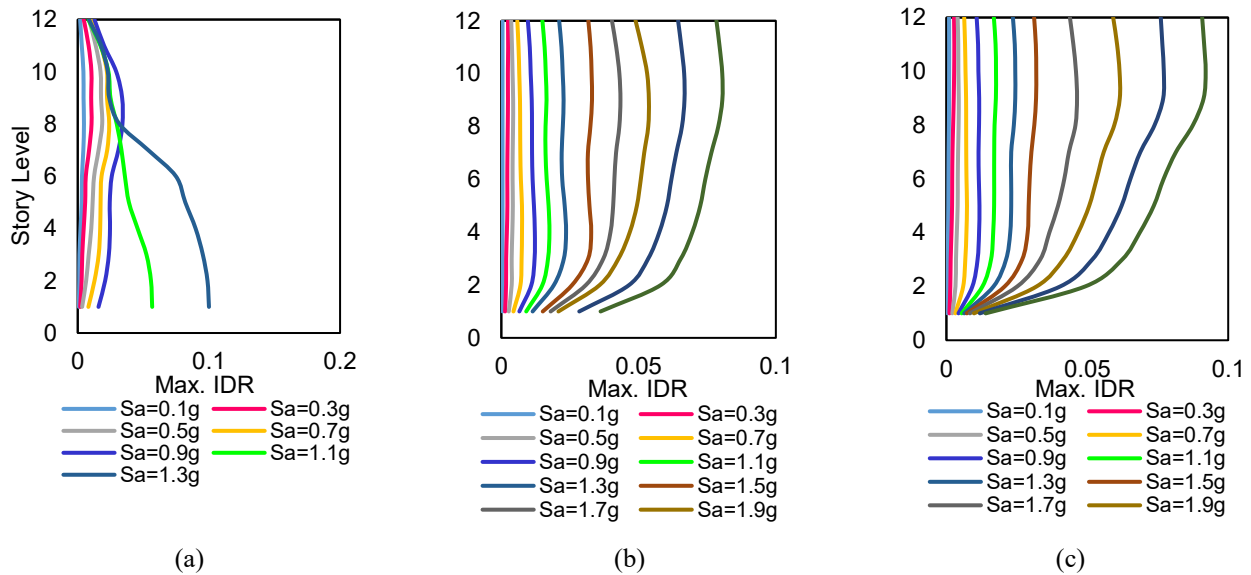 Story Level
12
10
8
6
4
2
0
0 0.1 0.2
Max. IDR
Sa=0.1g Sa=0.3g
Sa=0.5g Sa=0.7g
Sa=0.9g Sa=1.1g
Sa=1.3g
(a)
12
10
8
6
4
2
0
0 0.05 0.1
Max. IDR
Sa=0.1g Sa=0.3g
Sa=0.5g Sa=0.7g
Sa=0.9g Sa=1.1g
Sa=1.3g Sa=1.5g
Sa=1.7g Sa=1.9g
(b)
12
10
8
6
4
2
0
0 0.05 0.1
Max. IDR
Sa=0.1g Sa=0.3g
Sa=0.5g Sa=0.7g
Sa=0.9g Sa=1.1g
Sa=1.3g Sa=1.5g
Sa=1.7g Sa=1.9g
(c)